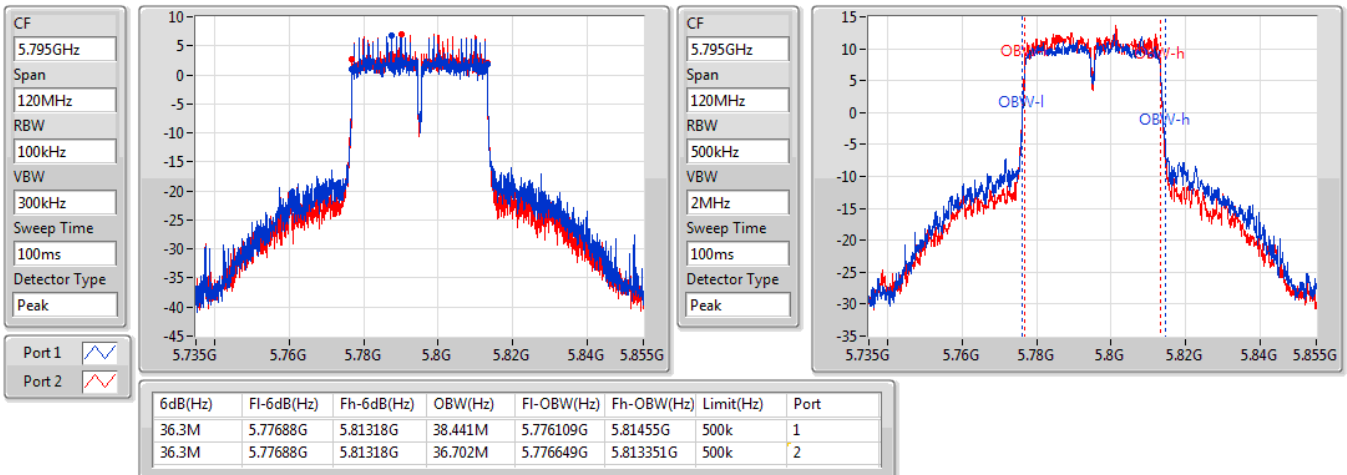 CF
5.795GHz
Span
120MHz
RBW
100kHz
VBW
300kHz
Sweep Time
100ms
Detector Type
Peak
Port 1
Port 2
10
5
0
-5
-10
-15
-20
-25
-30
-35
-40
-45
5.735G 5.76G 5.78G 5.8G 5.82G 5.84G 5.855G
CF
5.795GHz
Span
120MHz
RBW
500kHz
VBW
2MHz
Sweep Time
100ms
Detector Type
Peak
15
10
5
0
-5
-10
-15
-20
-25
-30
-35
OBW-h
OBW-l
OBW-h
5.735G 5.76G 5.78G 5.8G 5.82G 5.84G 5.855G
6dB(Hz) Fl-6dB(Hz) Fh-6dB(Hz) OBW(Hz) Fl-OBW(Hz) Fh-OBW(Hz) Limit(Hz) Port
36.3M 5.77688G 5.81318G 38.441M 5.776109G 5.81455G 500k 1
36.3M 5.77688G 5.81318G 36.702M 5.776649G 5.813351G 500k 2